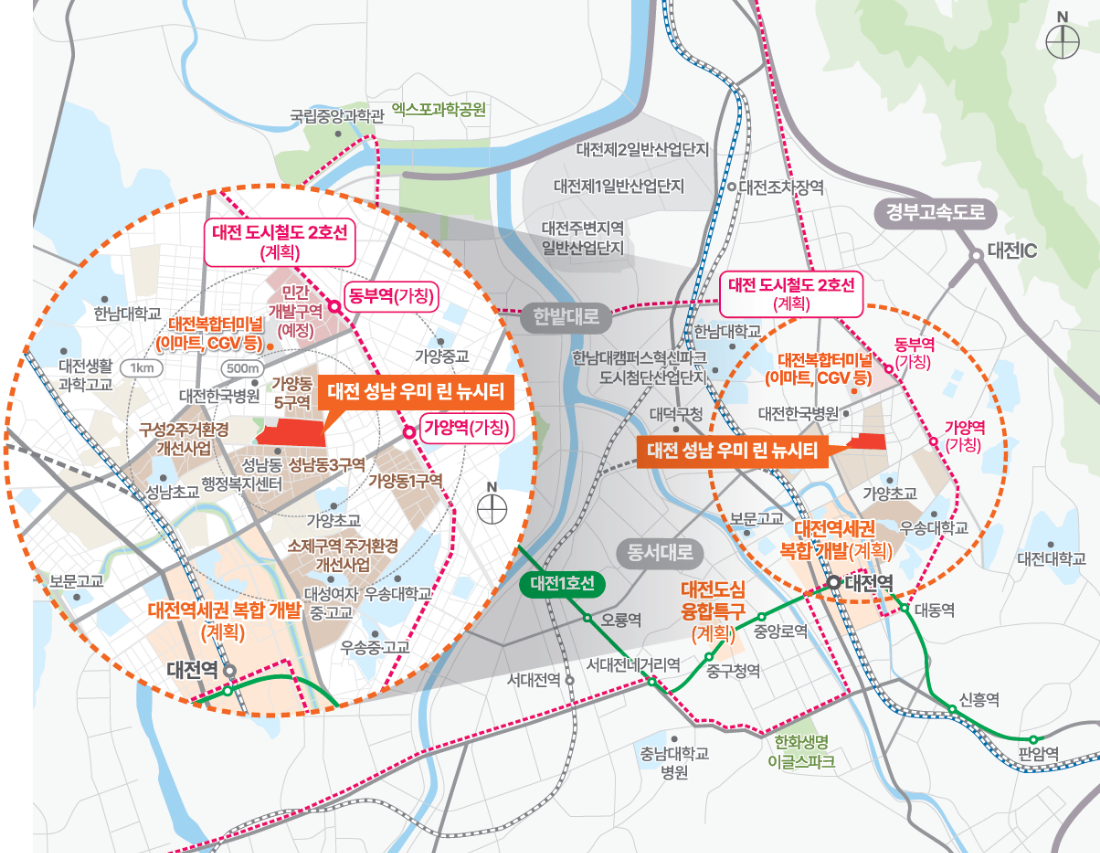 N
국립중앙과학관
엑스포과학공원
대전제2일반산업단지
대전제1일반산업단지
대전조차장역
대전주변지역
일반산업단지
경부고속도로
대전IC
대전 도시철도 2호선
(계획)
민간
개발구역
(예정)
동부역(가칭)
한남대학교
대전복합터미널
(이마트, CGV 등)
가양중교
대전생활
과학고교
1km
500m
대전한국병원
가양동
5구역
대전 성남 우미 린 뉴시티
가양역(가칭)
구성2주거환경
개선사업
성남동
행정복지센터
성남동3구역
가양동1구역
성남초교
N
가양초교
소제구역 주거환경
개선사업
보문고교
대성여자
중·고교
우송대학교
대전역세권 복합 개발
(계획)
우송중·고교
대전역
한밭대로
대전 도시철도 2호선
(계획)
한남대학교
동부역
(가칭)
한남대캠퍼스혁신파크
도시첨단산업단지
대전복합터미널
(이마트, CGV 등)
대덕구청
대전한국병원
가양역
(가칭)
대전 성남 우미 린 뉴시티
가양초교
보문고교
우송대학교
대전역세권
복합 개발(계획)
동서대로
대전대학교
대전1호선
대전역
대전도심
융합특구
(계획)
오룡역
중앙로역
대동역
서대전네거리역
중구청역
서대전역
신흥역
판암역
충남대학교
병원
한화생명
이글스파크